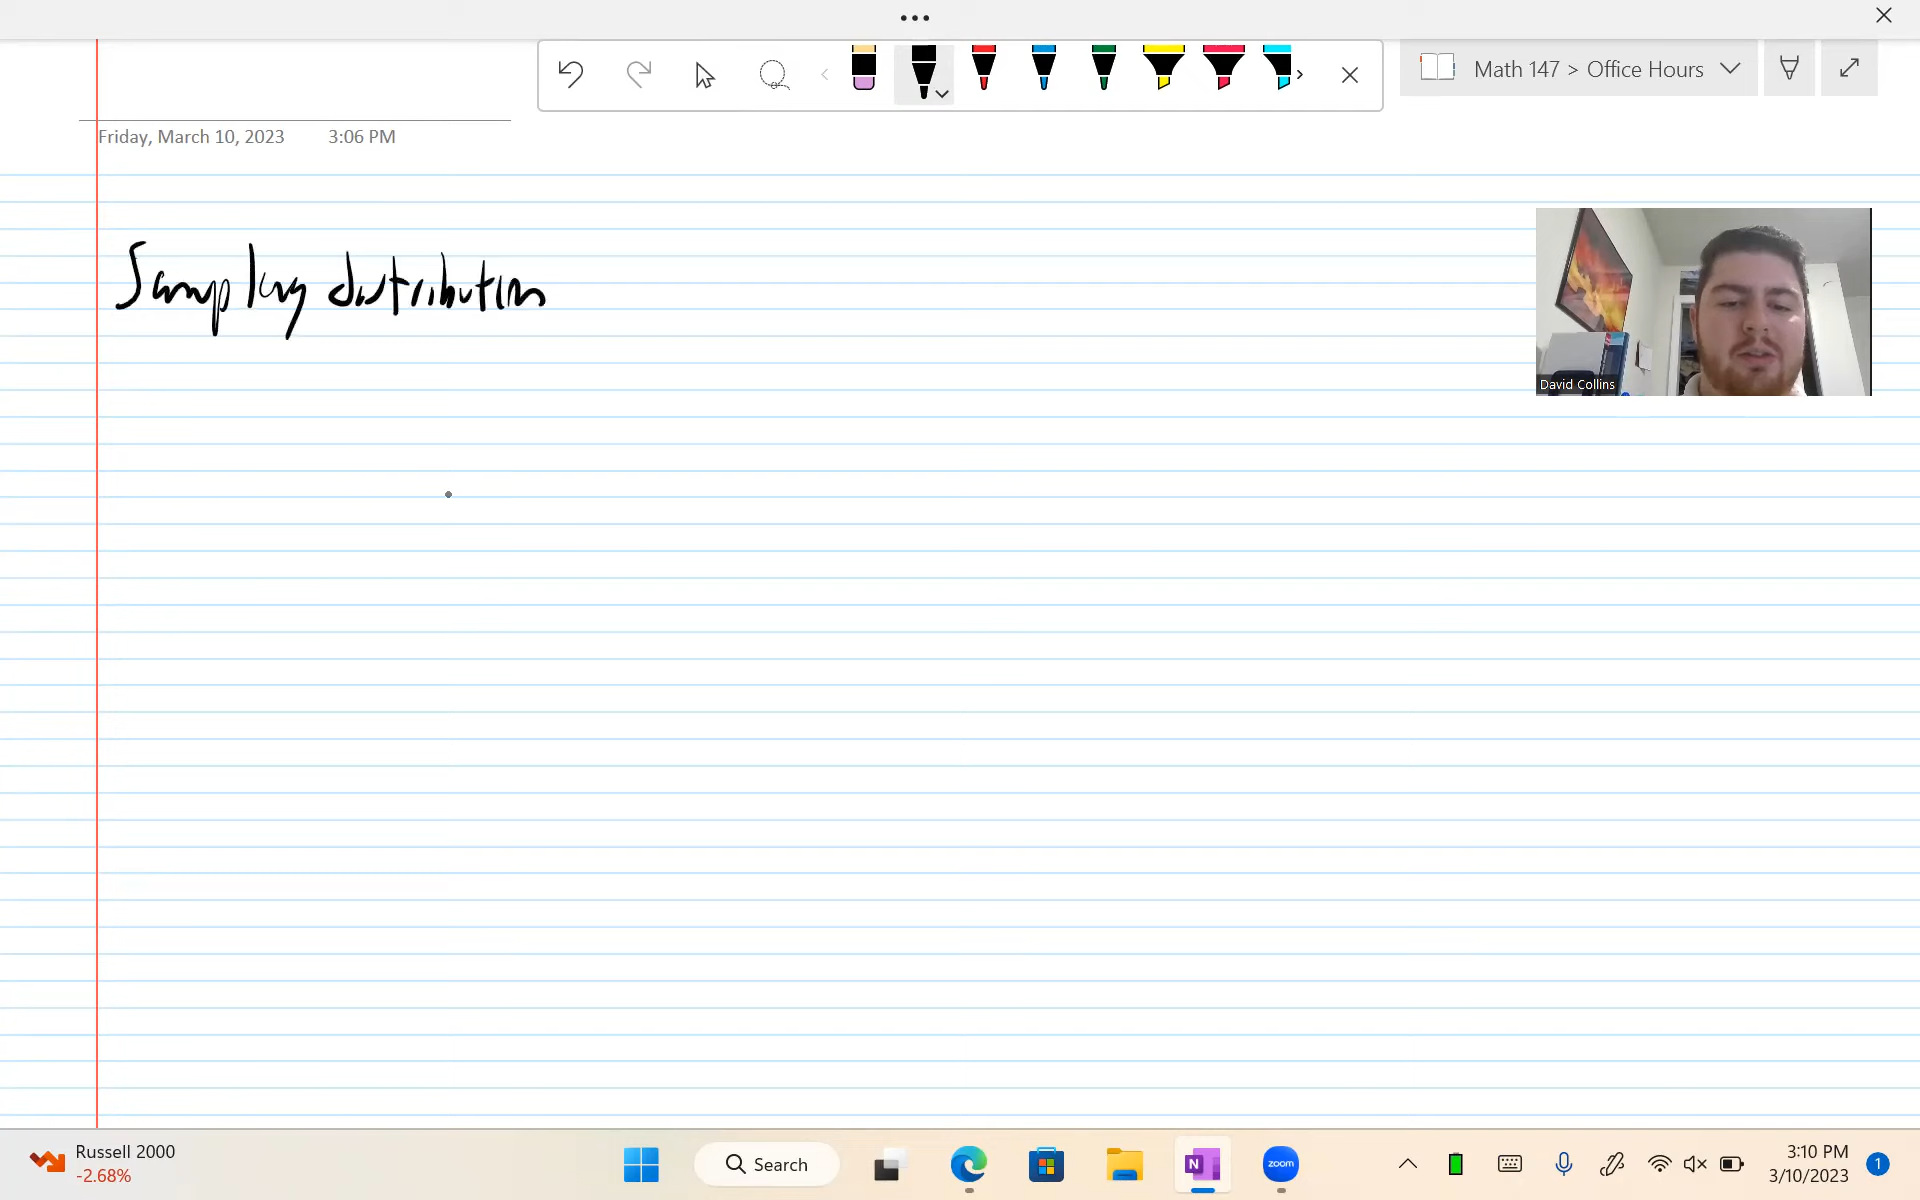 Math 147 > Office Hours
Friday, March 10, 2023 3:06 PM
Sampling distribution
David Collins
Russell 2000
-2.68%
Search
N
zoom
3:10 PM
3/10/2023
1